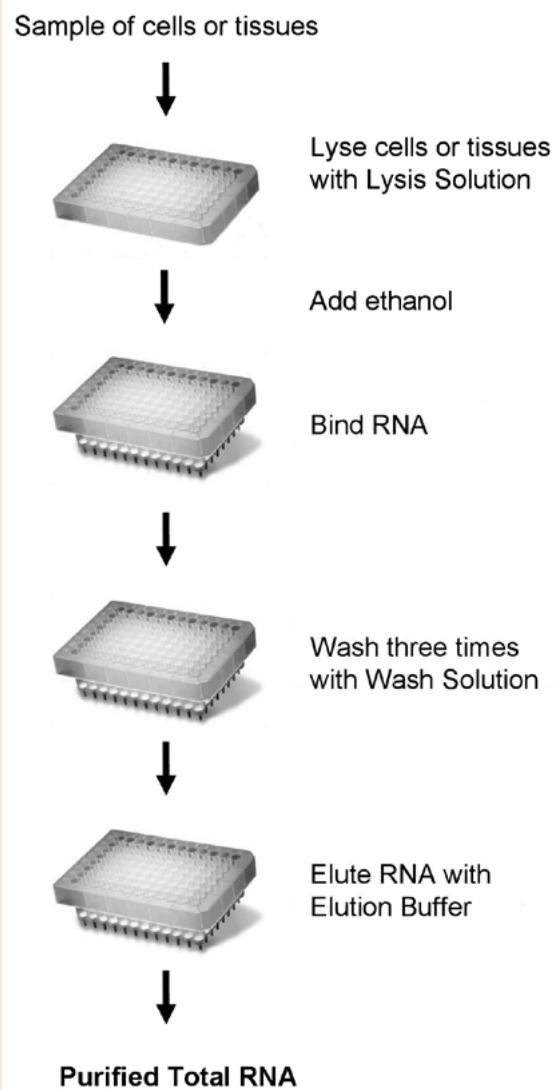 Sample of cells or tissues
Lyse cells or tissues
with Lysis Solution
Add ethanol
Bind RNA
Wash three times
with Wash Solution
Elute RNA with
Elution Buffer
Purified Total RNA